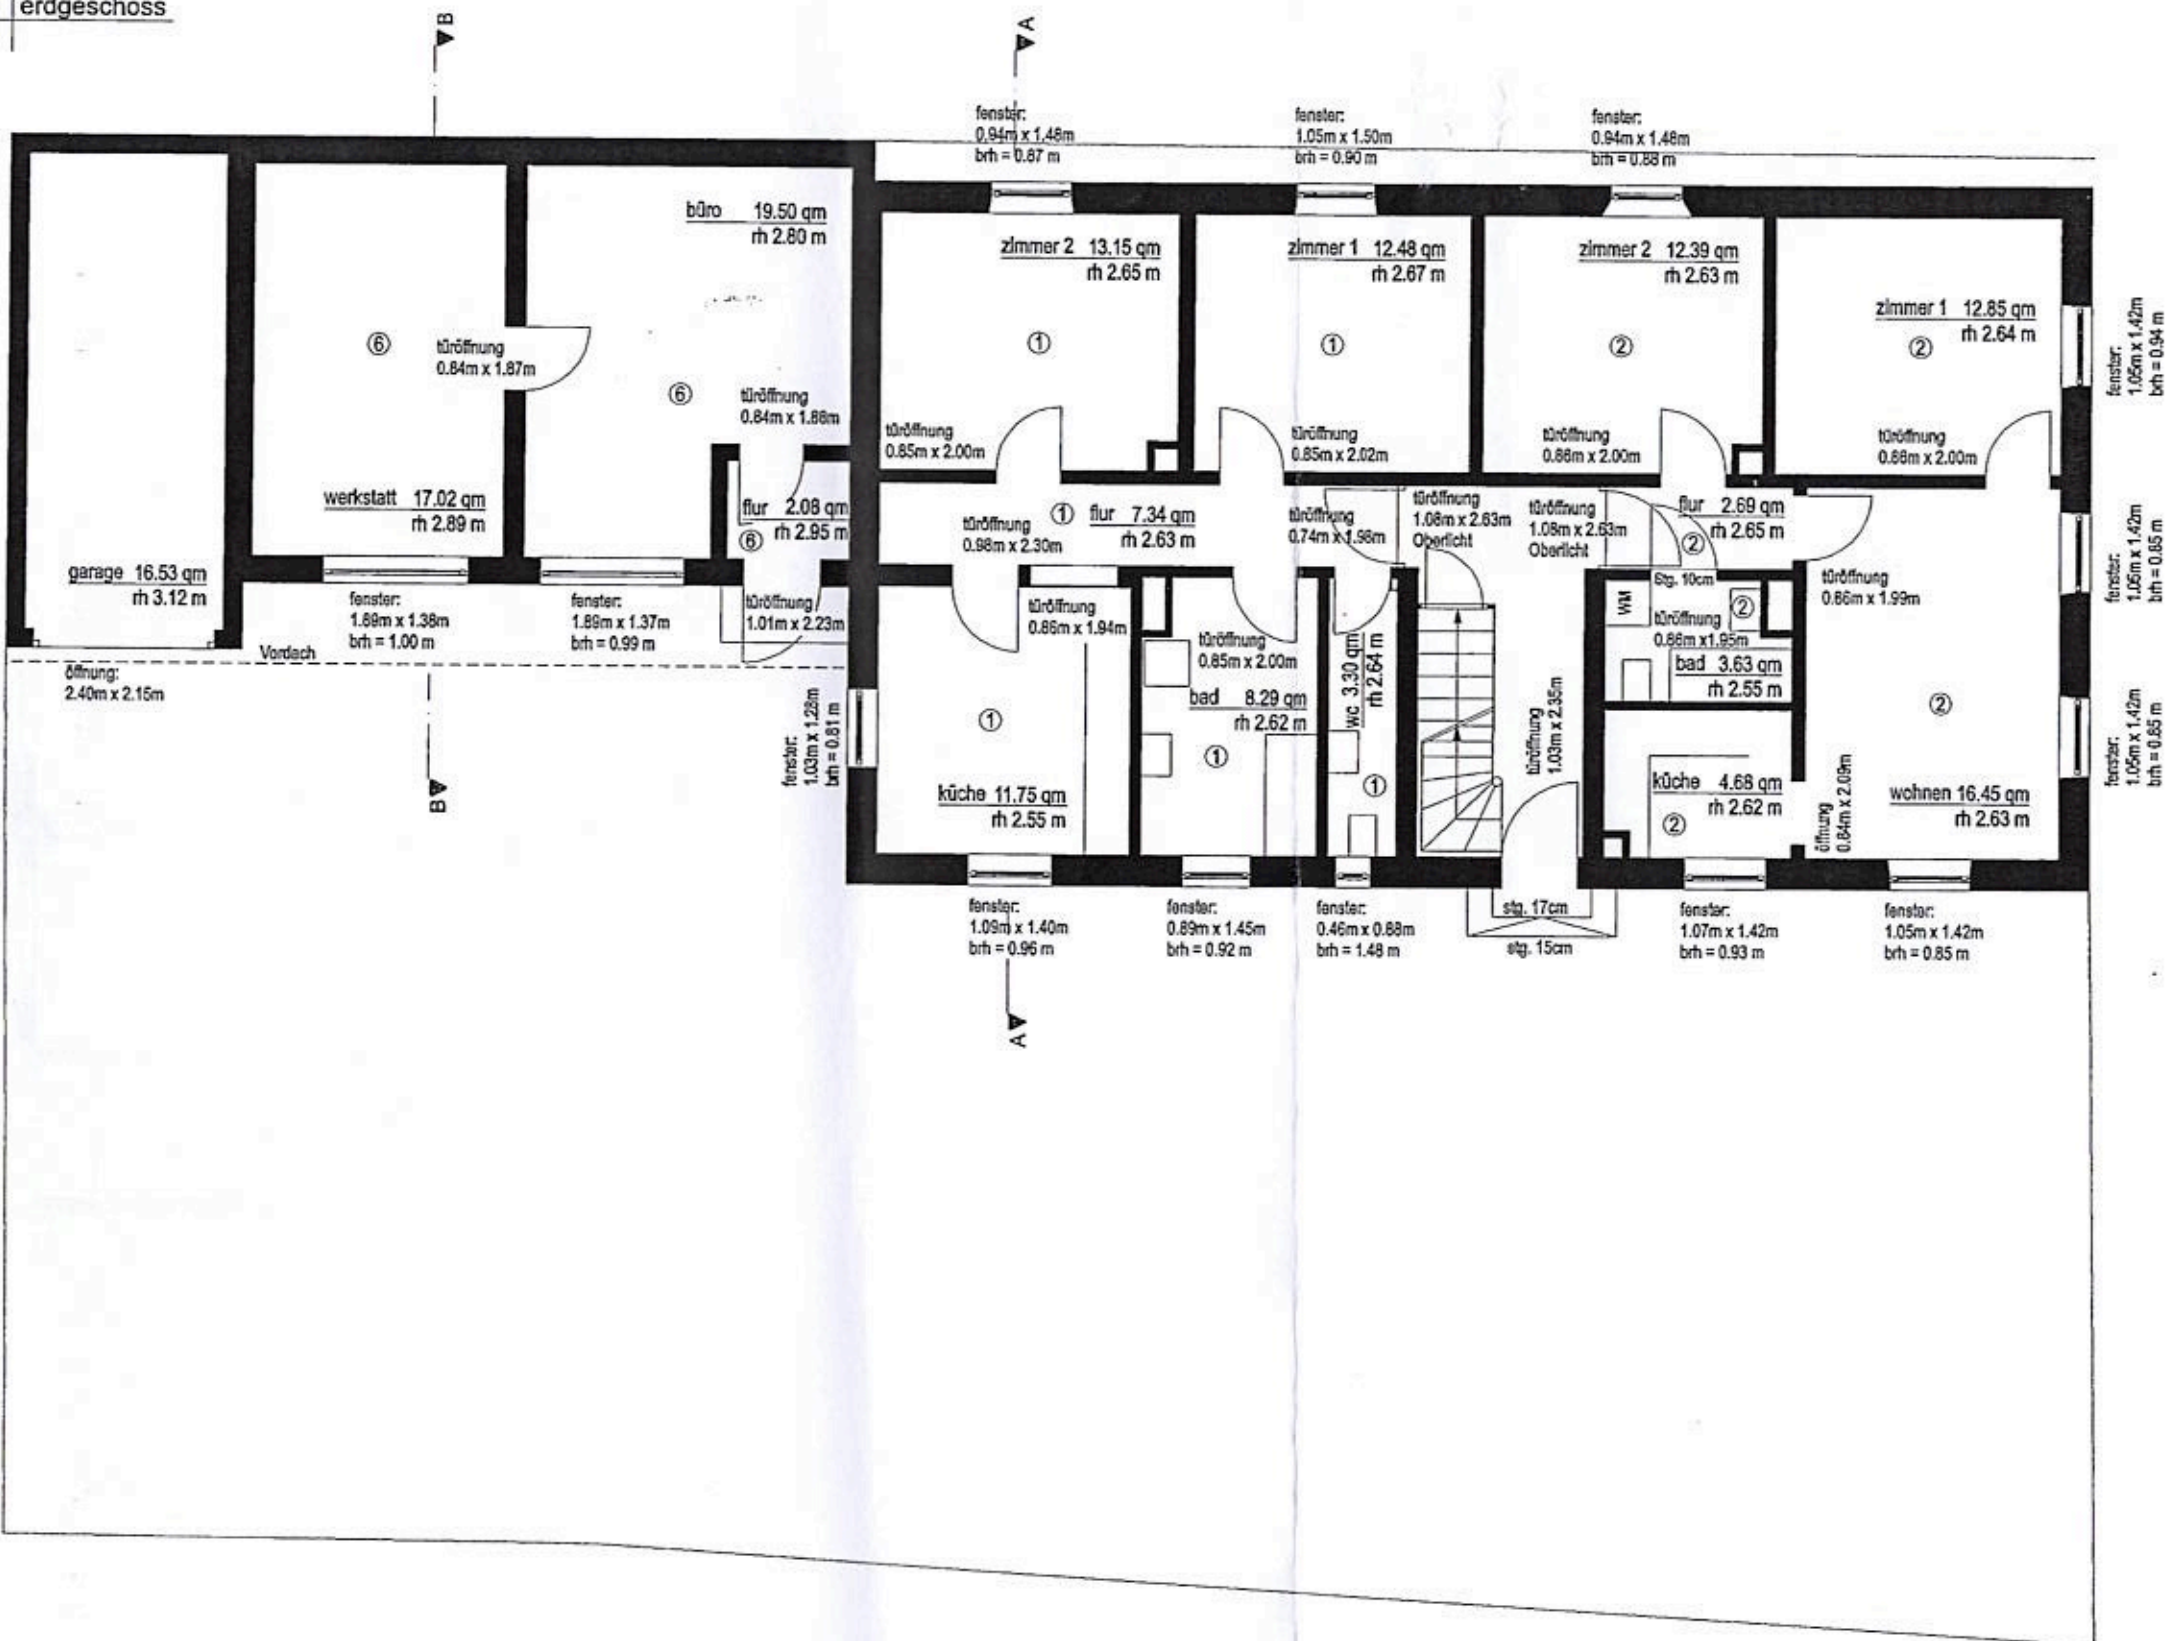 erdgeschoss
B
A
fenster:
0.94m x 1.48m
brh = 0.87 m
fenster:
1.05m x 1.50m
brh = 0.90 m
fenster:
0.94m x 1.48m
brh = 0.88 m
büro 19.50 qm
rh 2.80 m
zimmer 2 13.15 qm
rh 2.65 m
zimmer 1 12.48 qm
rh 2.67 m
zimmer 2 12.39 qm
rh 2.63 m
zimmer 1 12.85 qm
rh 2.64 m
fenster:
1.05m x 1.42m
brh = 0.94 m
6
türöffnung
0.84m x 1.87m
6
türöffnung
0.84m x 1.88m
1
1
2
2
türöffnung
0.85m x 2.00m
türöffnung
0.85m x 2.02m
türöffnung
0.86m x 2.00m
türöffnung
0.86m x 2.00m
werkstatt 17.02 qm
rh 2.89 m
flur 2.08 qm
rh 2.95 m
6
türöffnung
0.98m x 2.30m
1
flur 7.34 qm
rh 2.63 m
türöffnung
0.74m x 1.98m
türöffnung
1.08m x 2.63m
Oberlicht
türöffnung
1.08m x 2.63m
Oberlicht
flur 2.69 qm
rh 2.65 m
2
Stg. 10cm
fenster:
1.05m x 1.42m
brh = 0.85 m
garage 16.53 qm
rh 3.12 m
fenster:
1.89m x 1.38m
brh = 1.00 m
fenster:
1.89m x 1.37m
brh = 0.99 m
türöffnung
1.01m x 2.23m
türöffnung
0.86m x 1.94m
türöffnung
0.85m x 2.00m
bad 8.29 qm
rh 2.62 m
1
wc 3.30 qm
rh 2.64 m
1
WM
2
türöffnung
0.86m x1.95m
bad 3.63 qm
rh 2.55 m
türöffnung
0.86m x 1.99m
Vordach
öffnung:
2.40m x 2.15m
fenster:
1.03m x 1.28m
brh = 0.81 m
1
küche 11.75 qm
rh 2.55 m
türöffnung
1.03m x 2.35m
küche 4.68 qm
rh 2.62 m
2
öffnung
0.84m x 2.09m
2
wohnen 16.45 qm
rh 2.63 m
fenster:
1.05m x 1.42m
brh = 0.85 m
B
fenster:
1.09m x 1.40m
brh = 0.96 m
fenster:
0.89m x 1.45m
brh = 0.92 m
fenster:
0.46m x 0.88m
brh = 1.48 m
stg. 17cm
stg. 15cm
fenster:
1.07m x 1.42m
brh = 0.93 m
fenster:
1.05m x 1.42m
brh = 0.85 m
A